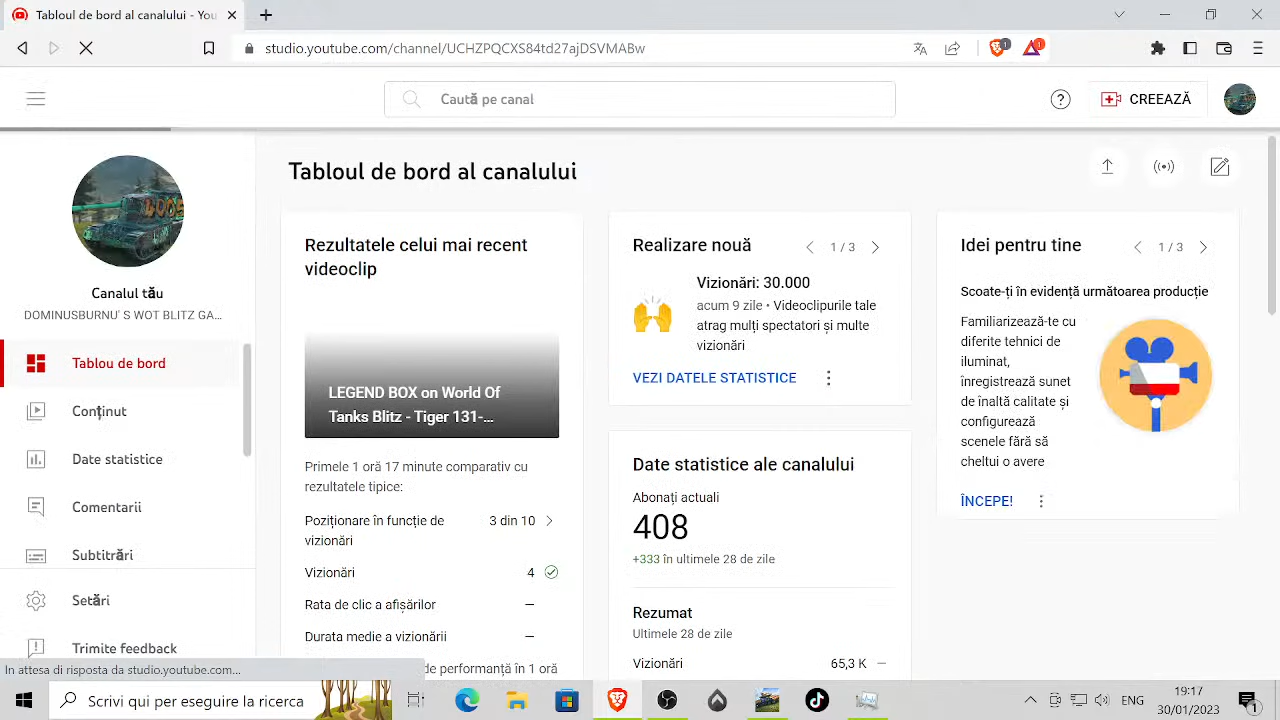 Tabloul de bord al canalului - You
studio.youtube.com/channel/UCHZPQCXS84td27ajDSVMABw
1
1
Caută pe canal
CREEAZĂ
Canalul tău
DOMINUSBURNU' S WOT BLITZ GA...
Tablou de bord
Conținut
Date statistice
Comentarii
Subtitrări
Setări
Trimite feedback
Tabloul de bord al canalului
Rezultatele celui mai recent
videoclip
LEGEND BOX on World Of
Tanks Blitz - Tiger 131-...
Primele 1 oră 17 minute comparativ cu
rezultatele tipice:
Poziționare în funcție de
vizionări
3 din 10
Vizionări
4
Rata de clic a afișărilor
—
Durata medie a vizionării
—
de performanță în 1 oră
Realizare nouă
1 / 3
Vizionări: 30.000
acum 9 zile • Videoclipurile tale
atrag mulți spectatori și multe
vizionări
VEZI DATELE STATISTICE
Date statistice ale canalului
Abonați actuali
408
+333 în ultimele 28 de zile
Rezumat
Ultimele 28 de zile
Vizionări
65,3 K —
Idei pentru tine
1 / 3
Scoate-ți în evidență următoarea producție
Familiarizează-te cu
diferite tehnici de
iluminat,
înregistrează sunet
de înaltă calitate și
configurează
scenele fără să
cheltui o avere
ÎNCEPE!
In attesa di risposta da studio.youtube.com...
Scrivi qui per eseguire la ricerca
ENG
19:17
30/01/2023
1